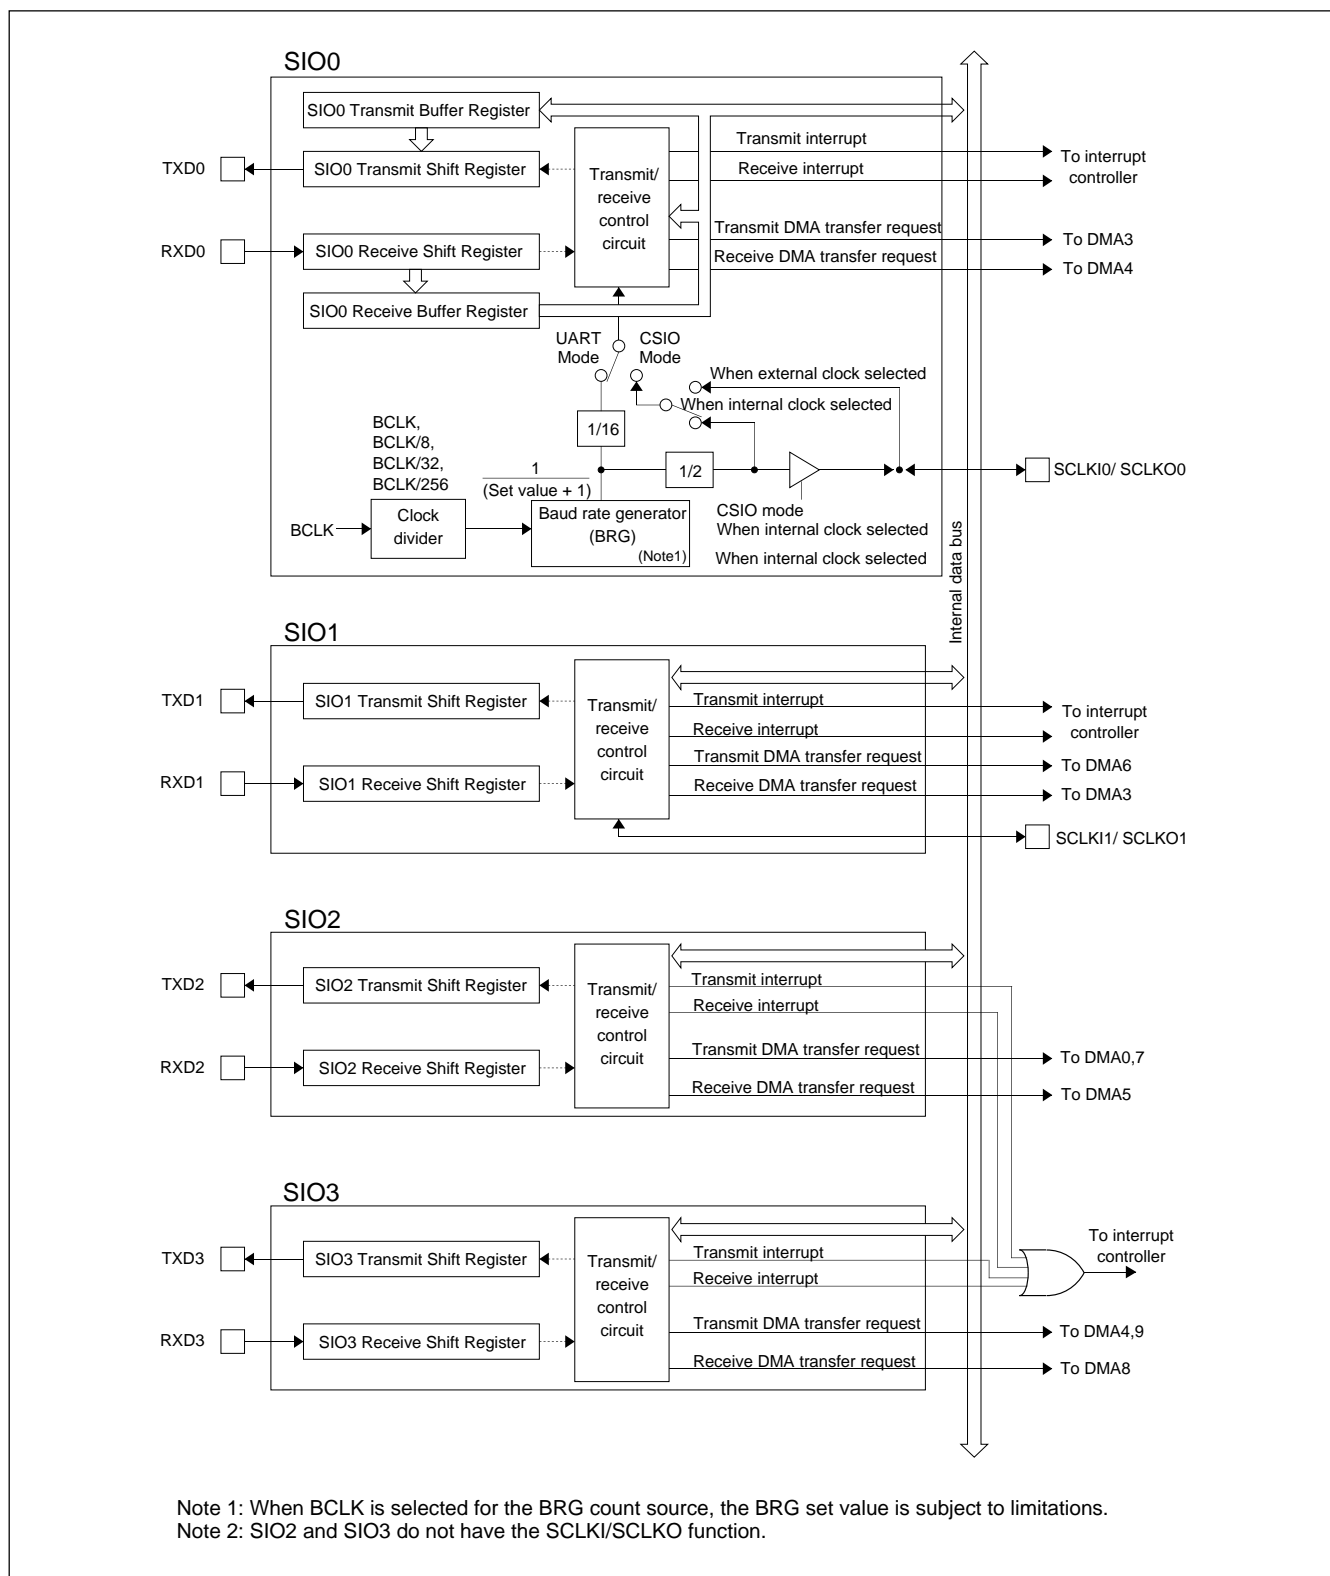 SIO0
SIO0 Transmit Buffer Register
TXD0
SIO0 Transmit Shift Register
Transmit/
receive
control
circuit
Transmit interrupt
Receive interrupt
To interrupt
controller
RXD0
SIO0 Receive Shift Register
Transmit DMA transfer request
To DMA3
Receive DMA transfer request
To DMA4
SIO0 Receive Buffer Register
UART
Mode
CSIO
Mode
When external clock selected
When internal clock selected
BCLK,
BCLK/8,
BCLK/32,
BCLK/256
1/16
1/2
SCLKI0/ SCLKO0
1
(Set value + 1)
BCLK
Clock
divider
Baud rate generator
(BRG)
(Note1)
CSIO mode
When internal clock selected
When internal clock selected
Internal data bus
SIO1
TXD1
SIO1 Transmit Shift Register
Transmit/
receive
control
circuit
Transmit interrupt
Receive interrupt
To interrupt
controller
RXD1
SIO1 Receive Shift Register
Transmit DMA transfer request
To DMA6
Receive DMA transfer request
To DMA3
SCLKI1/ SCLKO1
SIO2
TXD2
SIO2 Transmit Shift Register
Transmit/
receive
control
circuit
Transmit interrupt
Receive interrupt
RXD2
SIO2 Receive Shift Register
Transmit DMA transfer request
To DMA0,7
Receive DMA transfer request
To DMA5
SIO3
TXD3
SIO3 Transmit Shift Register
Transmit/
receive
control
circuit
Transmit interrupt
Receive interrupt
To interrupt
controller
RXD3
SIO3 Receive Shift Register
Transmit DMA transfer request
To DMA4,9
Receive DMA transfer request
To DMA8
Note 1: When BCLK is selected for the BRG count source, the BRG set value is subject to limitations.
Note 2: SIO2 and SIO3 do not have the SCLKI/SCLKO function.